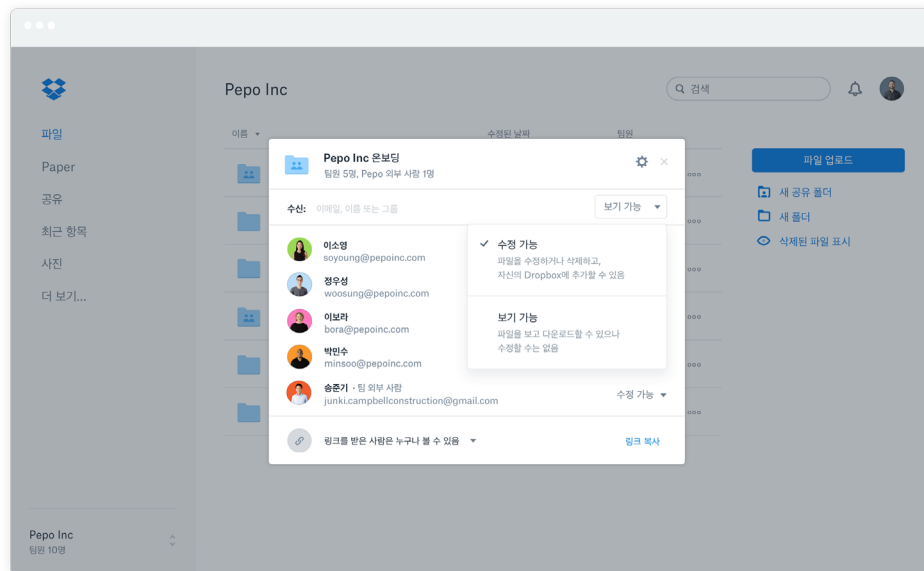 Pepo Inc
검색
파일
Paper
공유
최근 항목
사진
더 보기...
Pepo Inc
팀원 10명
이름
수정된 날짜
팀원
Pepo Inc 온보딩
팀원 5명, Pepo 외부 사람 1명
수신: 이메일, 이름 또는 그룹
보기 가능
이소영
soyoung@pepoinc.com
정우성
woosung@pepoinc.com
이보라
bora@pepoinc.com
박민수
minsoo@pepoinc.com
송준기 · 팀 외부 사람
junki.campbellconstruction@gmail.com
수정 가능
수정 가능
파일을 수정하거나 삭제하고,
자신의 Dropbox에 추가할 수 있음
보기 가능
파일을 보고 다운로드할 수 있으나
수정할 수는 없음
링크를 받은 사람은 누구나 볼 수 있음
링크 복사
파일 업로드
새 공유 폴더
새 폴더
삭제된 파일 표시